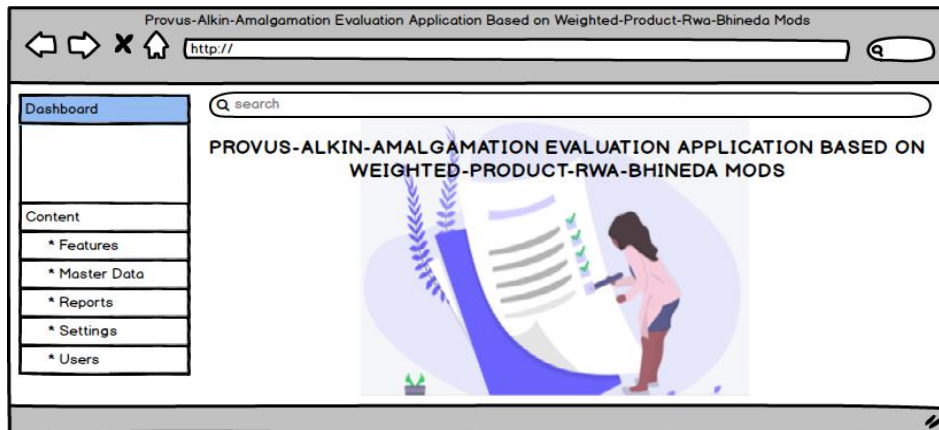 Provus-Alkin-Amalgamation Evaluation Application Based on Weighted-Product-Rwa-Bhineda Mods
http://
Dashboard
search
PROVUS-ALKIN-AMALGAMATION EVALUATION APPLICATION BASED ON
WEIGHTED-PRODUCT-RWA-BHINEDA MODS
Content
* Features
* Master Data
* Reports
* Settings
* Users